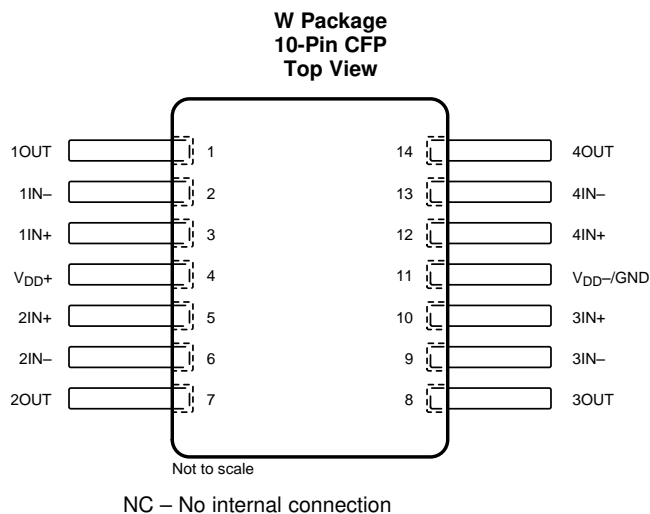 W Package
10-Pin CFP
Top View
1OUT 1 14 4OUT
1IN– 2 13 4IN–
1IN+ 3 12 4IN+
VDD+ 4 11 VDD–/GND
2IN+ 5 10 3IN+
2IN– 6 9 3IN–
2OUT 7 8 3OUT
Not to scale
NC – No internal connection